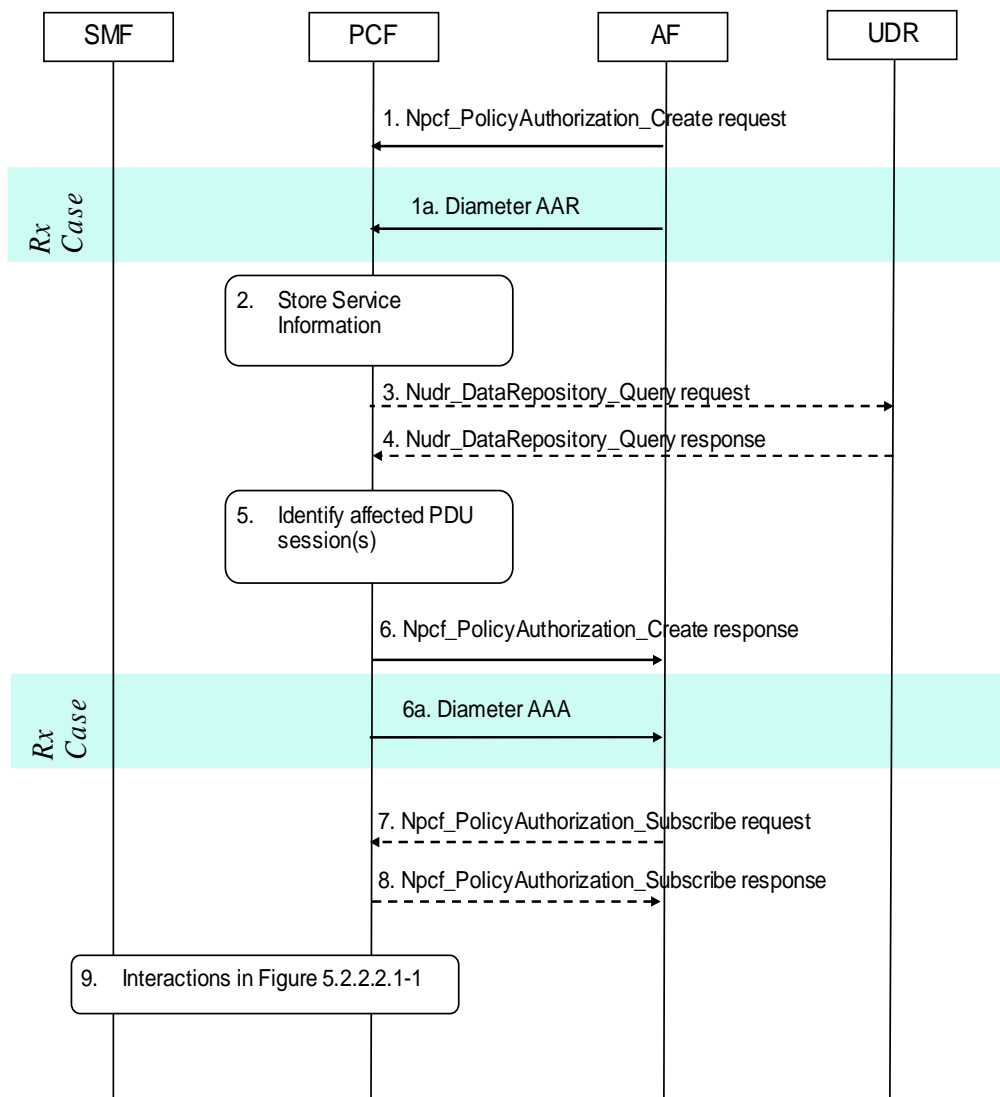 SMF
PCF
AF
UDR
1. Npcf_PolicyAuthorization_Create request
Rx
Case
1a. Diameter AAR
2. Store Service
Information
3. Nudr_DataRepository_Query request
4. Nudr_DataRepository_Query response
5. Identify affected PDU
session(s)
6. Npcf_PolicyAuthorization_Create response
Rx
Case
6a. Diameter AAA
7. Npcf_PolicyAuthorization_Subscribe request
8. Npcf_PolicyAuthorization_Subscribe response
9. Interactions in Figure 5.2.2.2.1-1